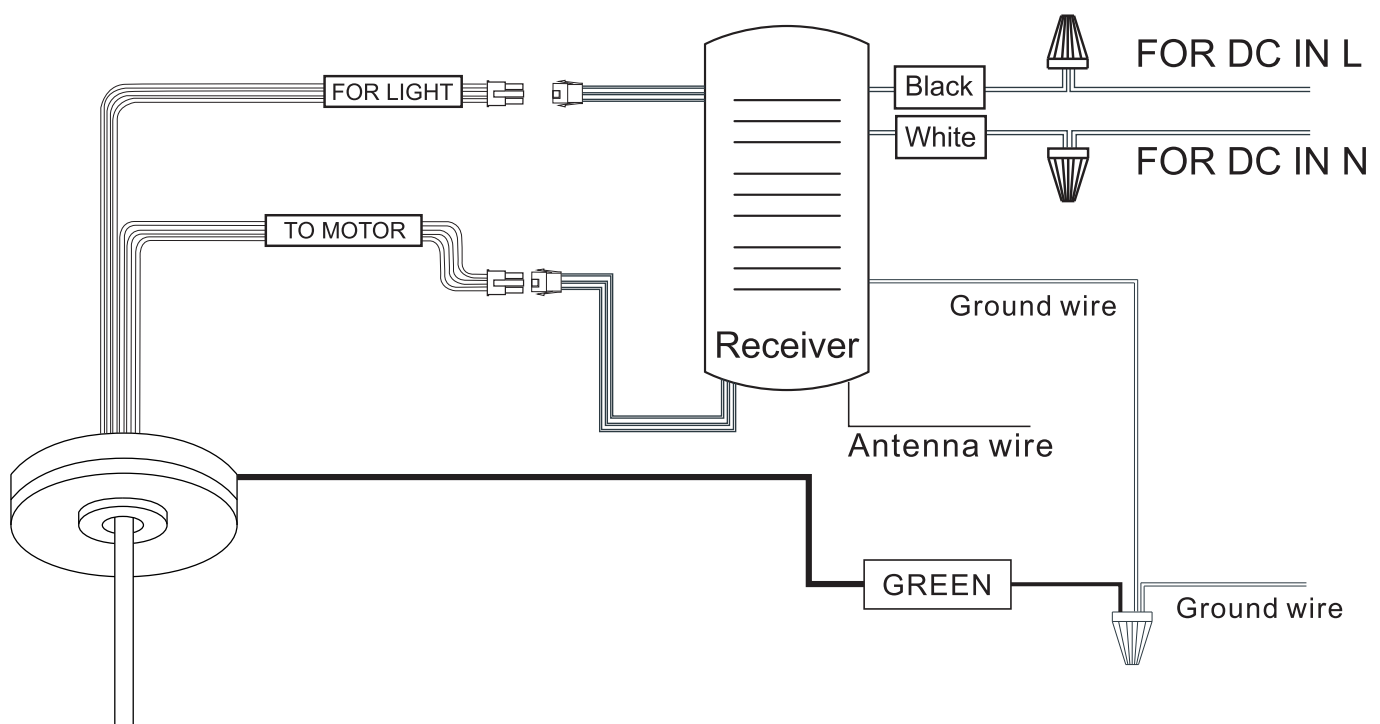 FOR DC IN L
FOR LIGHT
Black
White
FOR DC IN N
TO MOTOR
Ground wire
Receiver
Antenna wire
GREEN
Ground wire